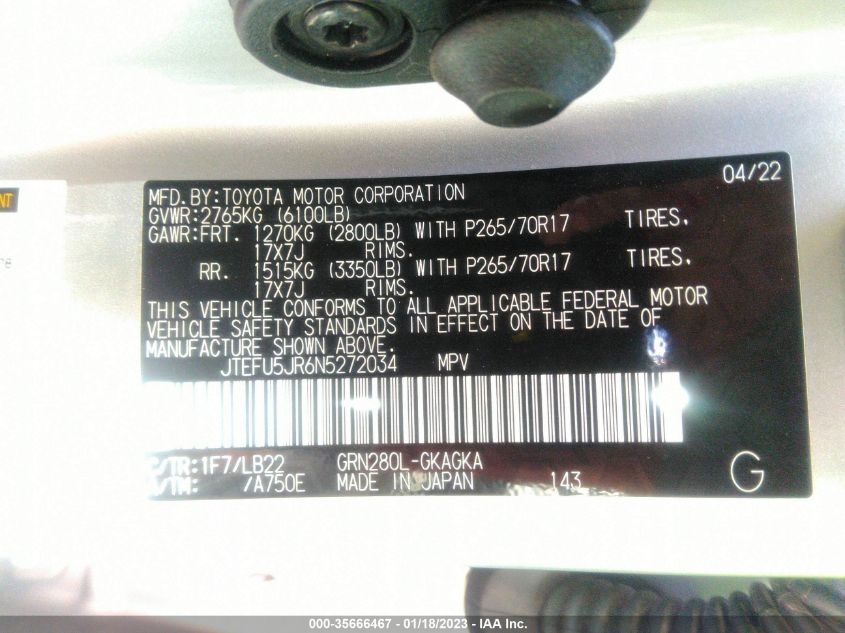 NT
04/22
MFD.BY:TOYOTA MOTOR CORPORATION
GVWR:2765KG (6100LB)
GAWR:FRT. 1270KG (2800LB) WITH P265/70R17 TIRES,
17X7J RIMS.
RR. 1515KG (3350LB) WITH P265/70R17 TIRES,
17X7J RIMS.
THIS VEHICLE CONFORMS TO ALL APPLICABLE FEDERAL MOTOR
VEHICLE SAFETY STANDARDS IN EFFECT ON THE DATE OF
MANUFACTURE SHOWN ABOVE.
JTEFU5JR6N5272034 MPV
C/TR:1F7/LB22 GRN280L-GKAGKA
A/TM: /A750E MADE IN JAPAN 143 G
000-35666467 - 01/18/2023 - IAA Inc.